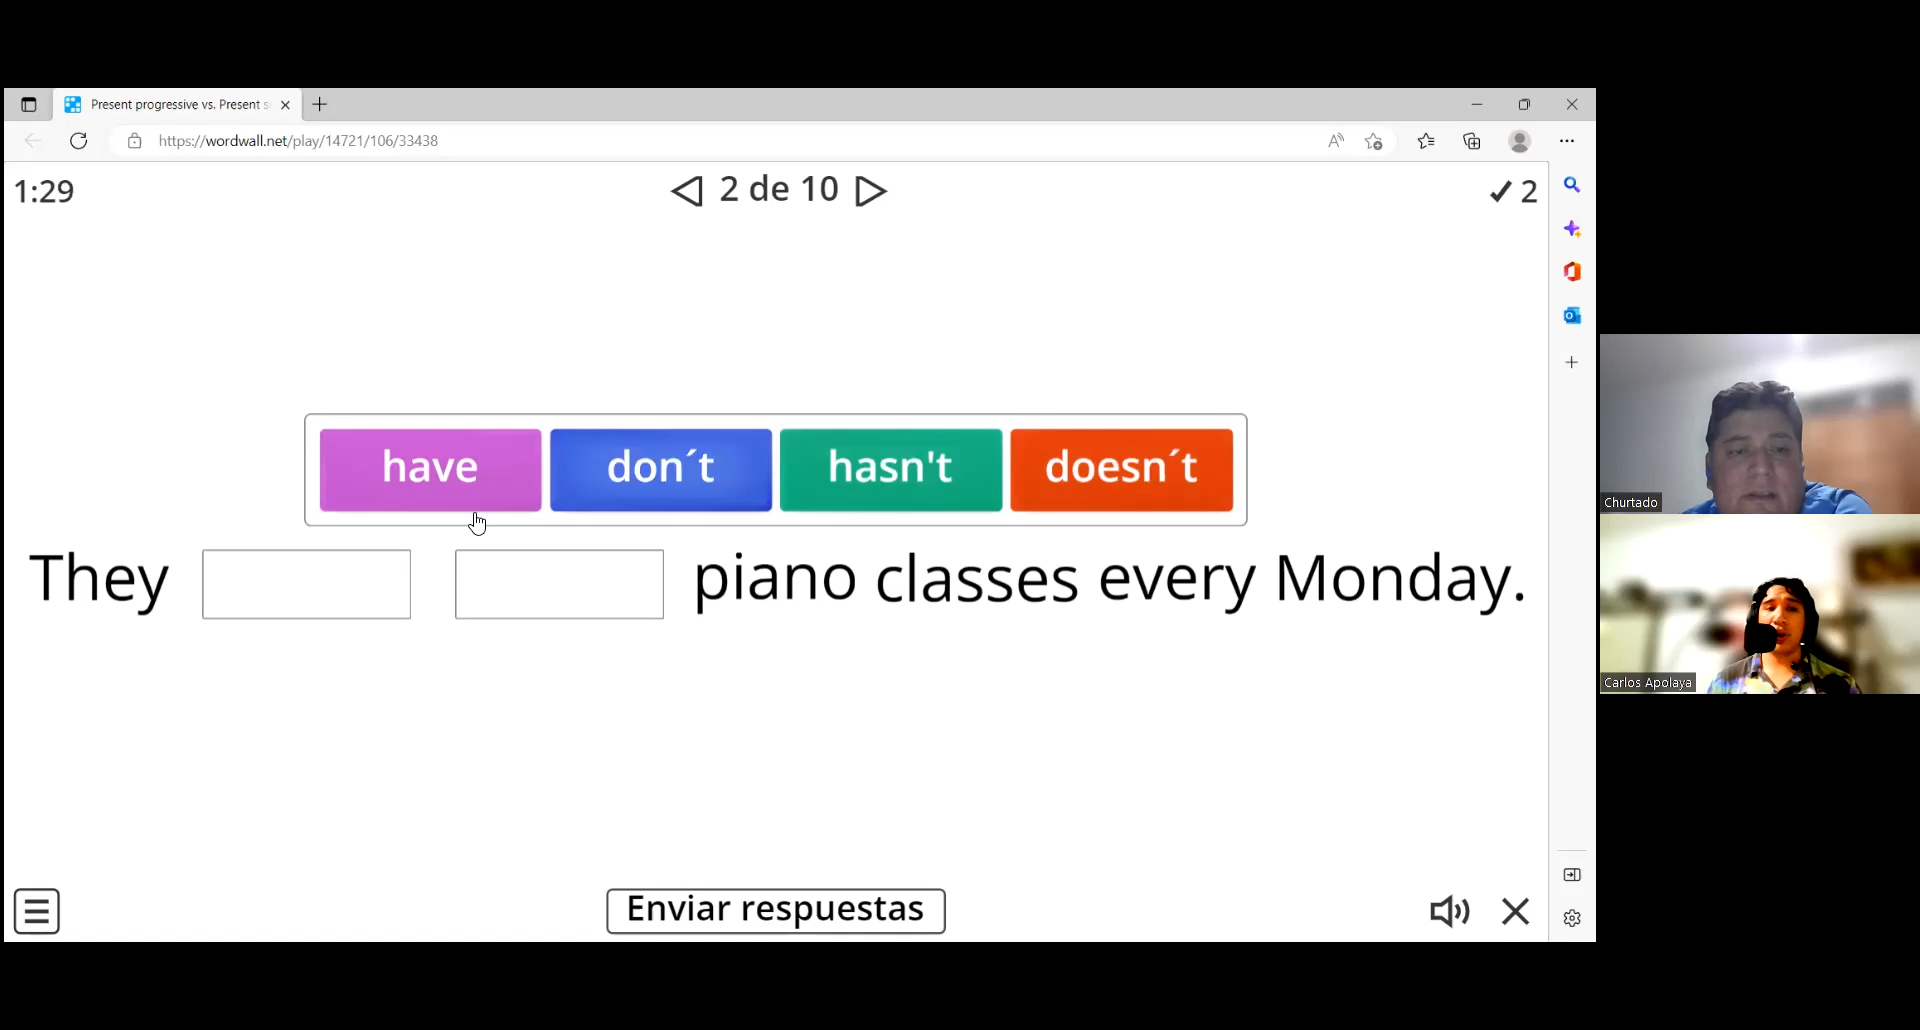 Present progressive vs. Present s
https://wordwall.net/play/14721/106/33438
1:29
2 de 10
2
have don´t hasn't doesn´t
They piano classes every Monday.
Churtado
Carlos Apolaya
Enviar respuestas